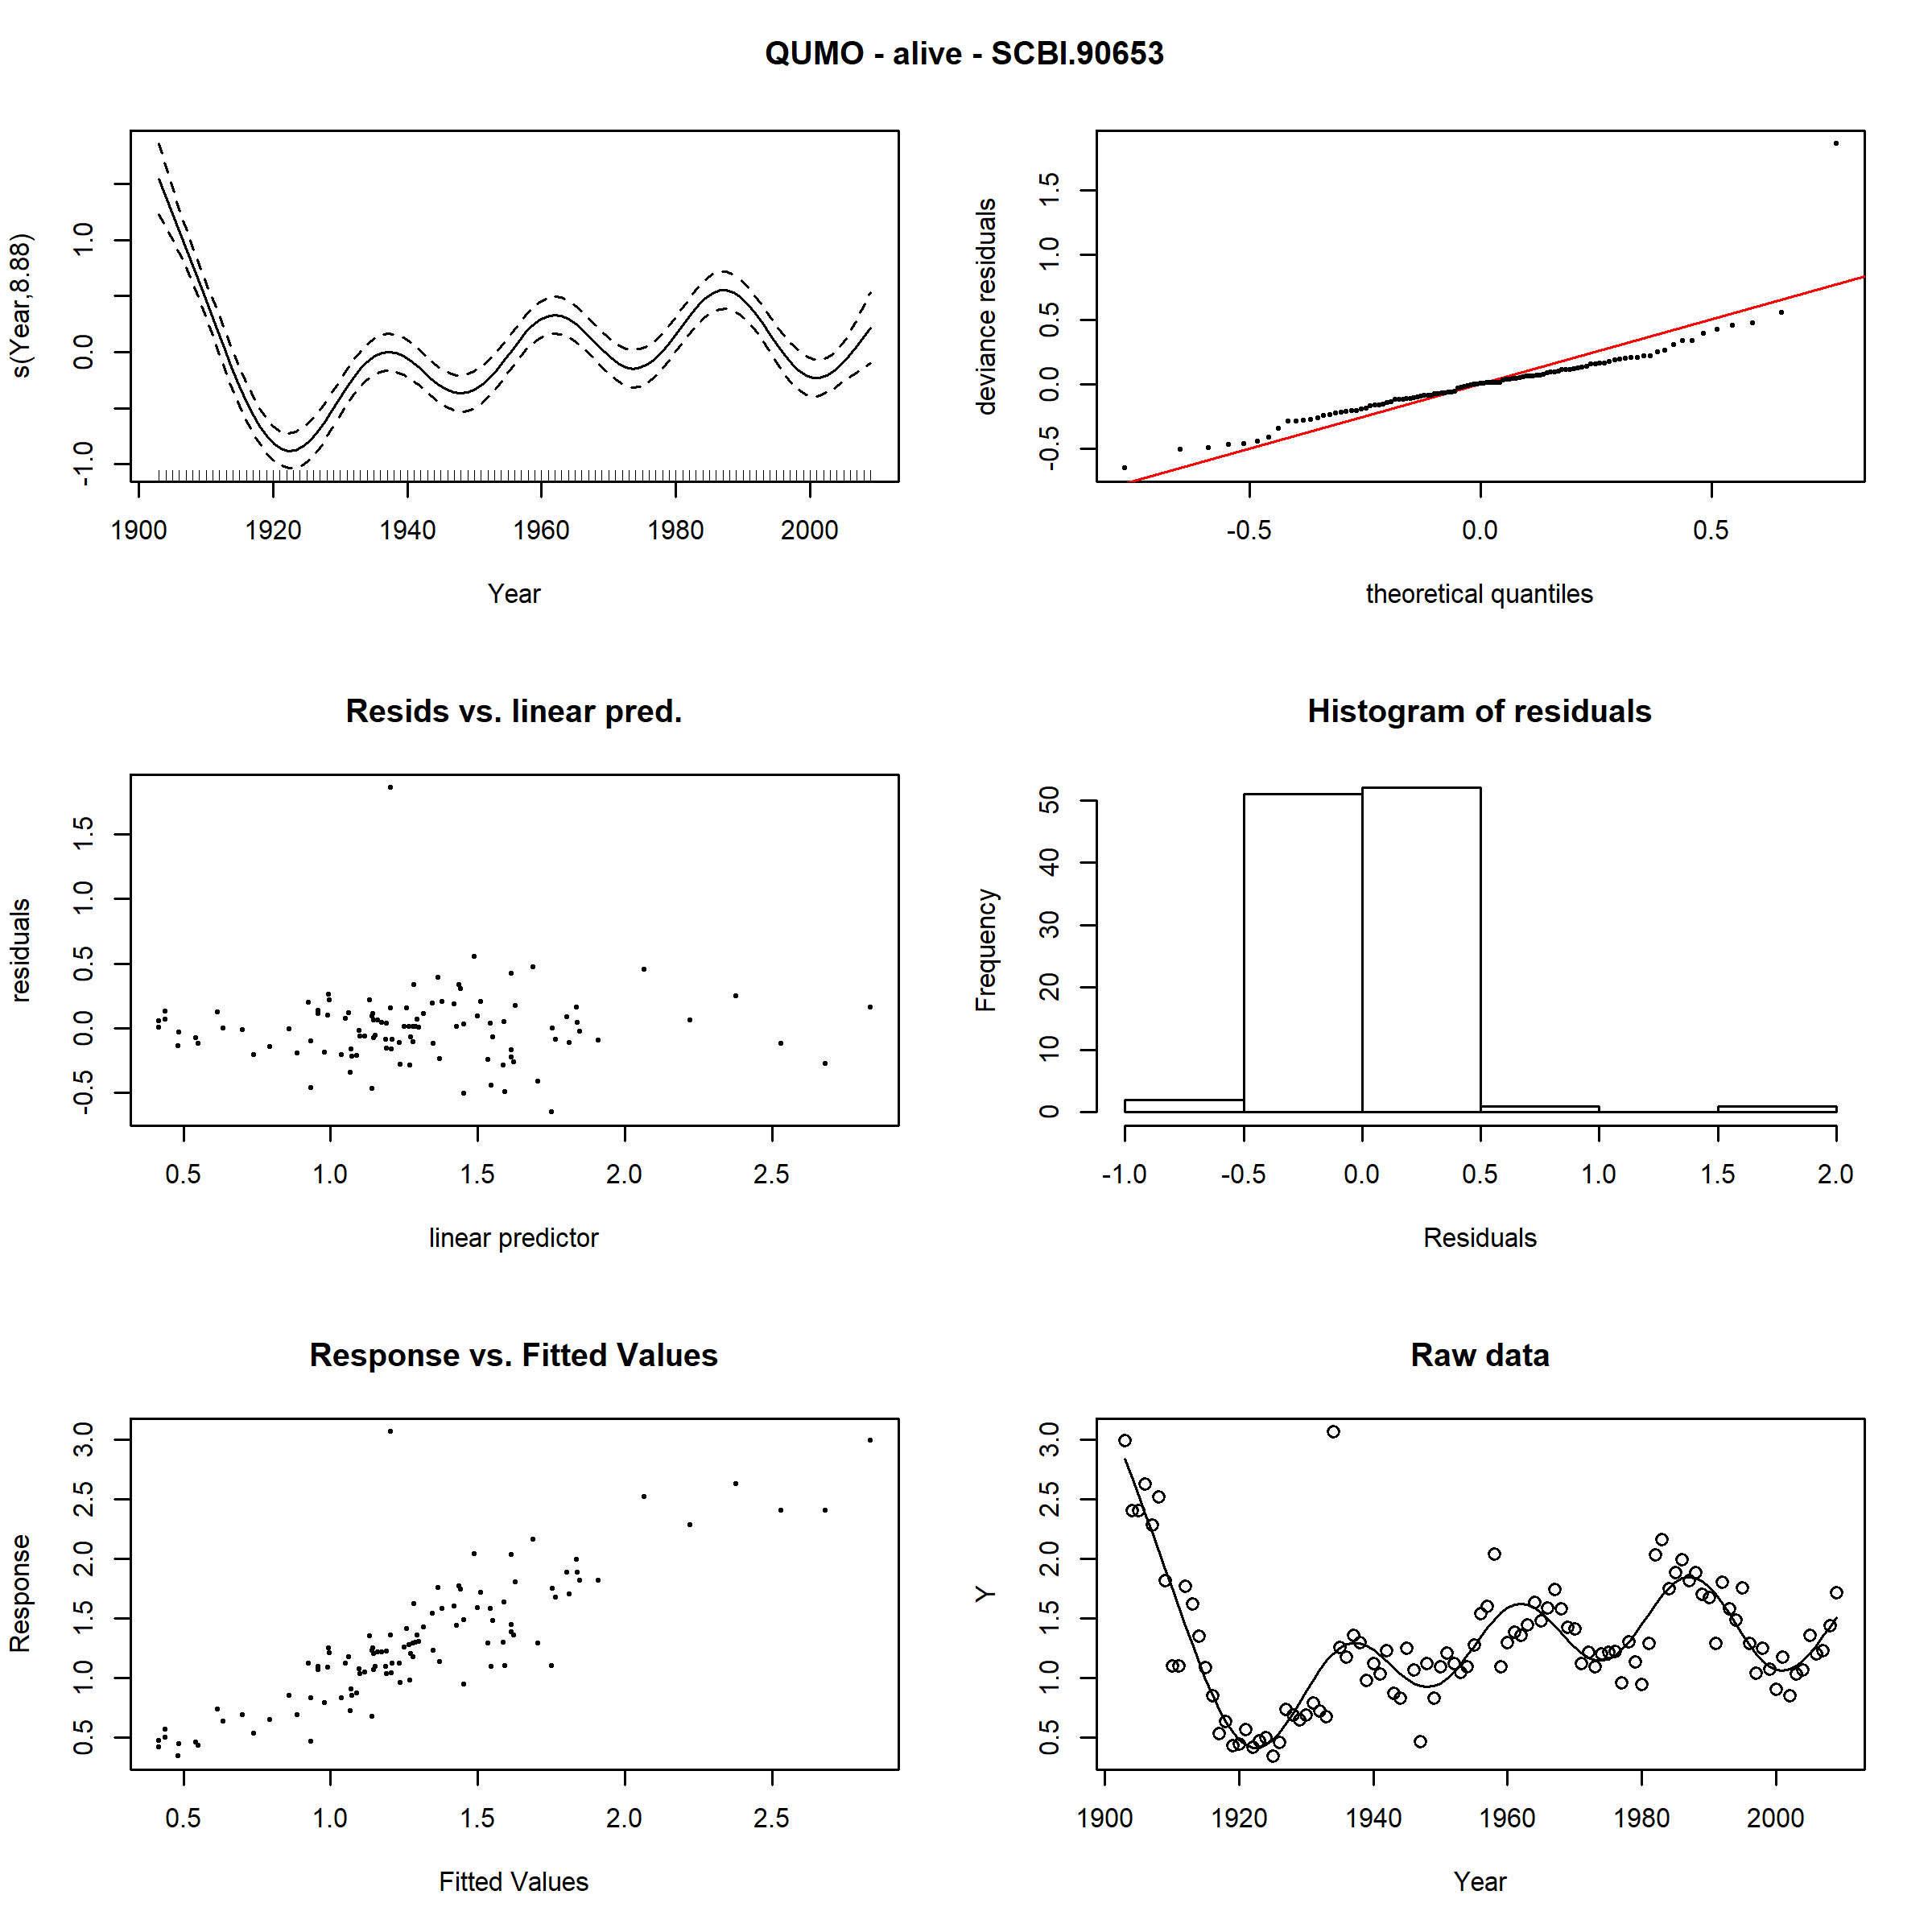 QUMO - alive - SCBI.90653
s(Year,8.88)
-1.0 0.0 1.0
1900 1920 1940 1960 1980 2000
Year
deviance residuals
-0.5 0.0 0.5 1.0 1.5
-0.5 0.0 0.5
theoretical quantiles
Resids vs. linear pred.
residuals
-0.5 0.0 0.5 1.0 1.5
0.5 1.0 1.5 2.0 2.5
linear predictor
Histogram of residuals
Frequency
0 10 20 30 40 50
-1.0 -0.5 0.0 0.5 1.0 1.5 2.0
Residuals
Response vs. Fitted Values
Response
0.5 1.0 1.5 2.0 2.5 3.0
0.5 1.0 1.5 2.0 2.5
Fitted Values
Raw data
Y
0.5 1.0 1.5 2.0 2.5 3.0
1900 1920 1940 1960 1980 2000
Year